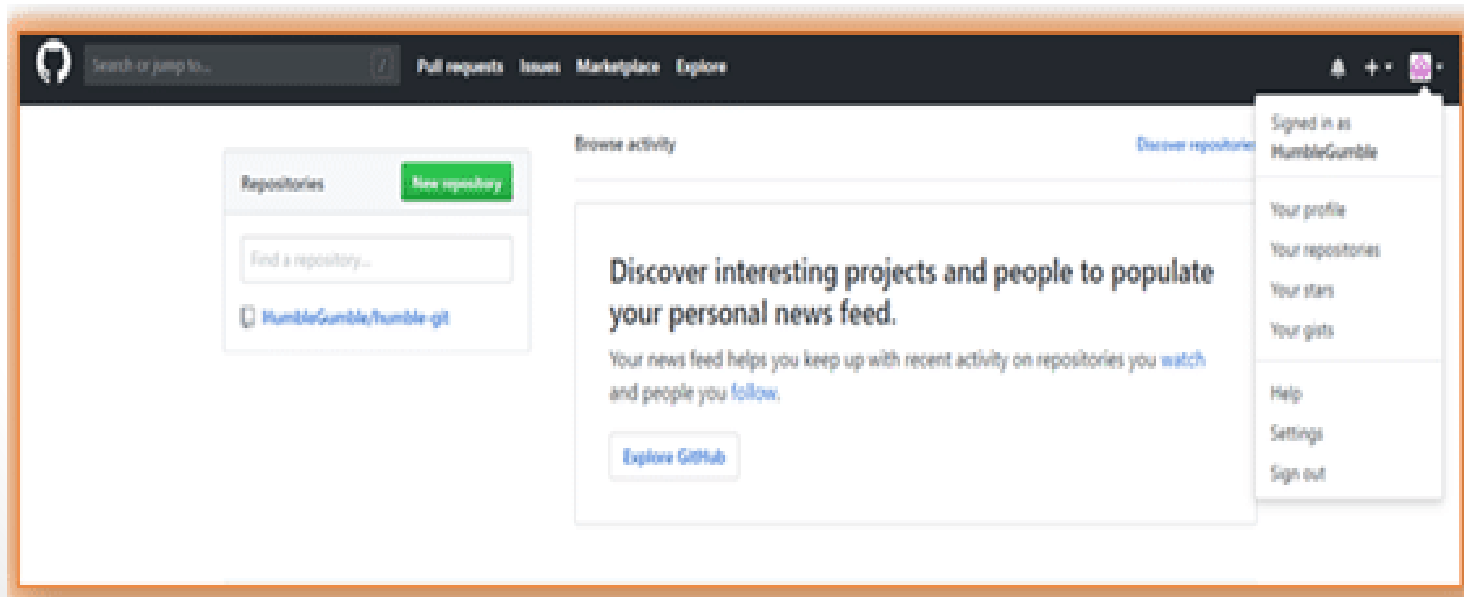 Search or jump to...
/
Pull requests Issues Marketplace Explore
Repositories
New repository
Find a repository...
HumbleGumble/humble-git
Browse activity
Discover repositories
Discover interesting projects and people to populate
your personal news feed.
Your news feed helps you keep up with recent activity on repositories you watch
and people you follow.
Explore GitHub
Signed in as
HumbleGumble
Your profile
Your repositories
Your stars
Your gists
Help
Settings
Sign out